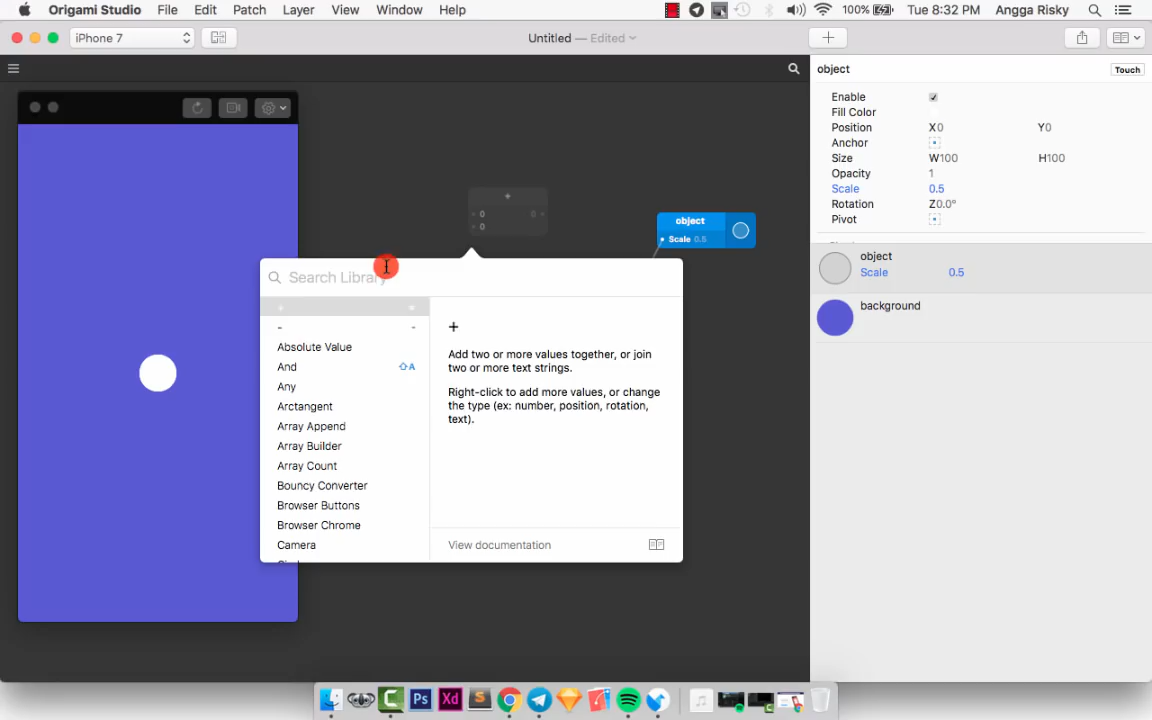 Origami Studio File Edit Patch Layer View Window Help 100% Tue 8:32 PM Angga Risky
iPhone 7 Untitled — Edited
object Touch
Enable
Fill Color
Position X0 Y0
Anchor
Size W100 H100
Opacity 1
Scale 0.5
Rotation Z0.0°
Pivot
object
Scale 0.5
background
+
0 0
0
object
Scale 0.5
Search Library
+ =
- -
Absolute Value
And ⇧A
Any
Arctangent
Array Append
Array Builder
Array Count
Bouncy Converter
Browser Buttons
Browser Chrome
Camera
+
Add two or more values together, or join
two or more text strings.
Right-click to add more values, or change
the type (ex: number, position, rotation,
text).
View documentation
Ps Xd S